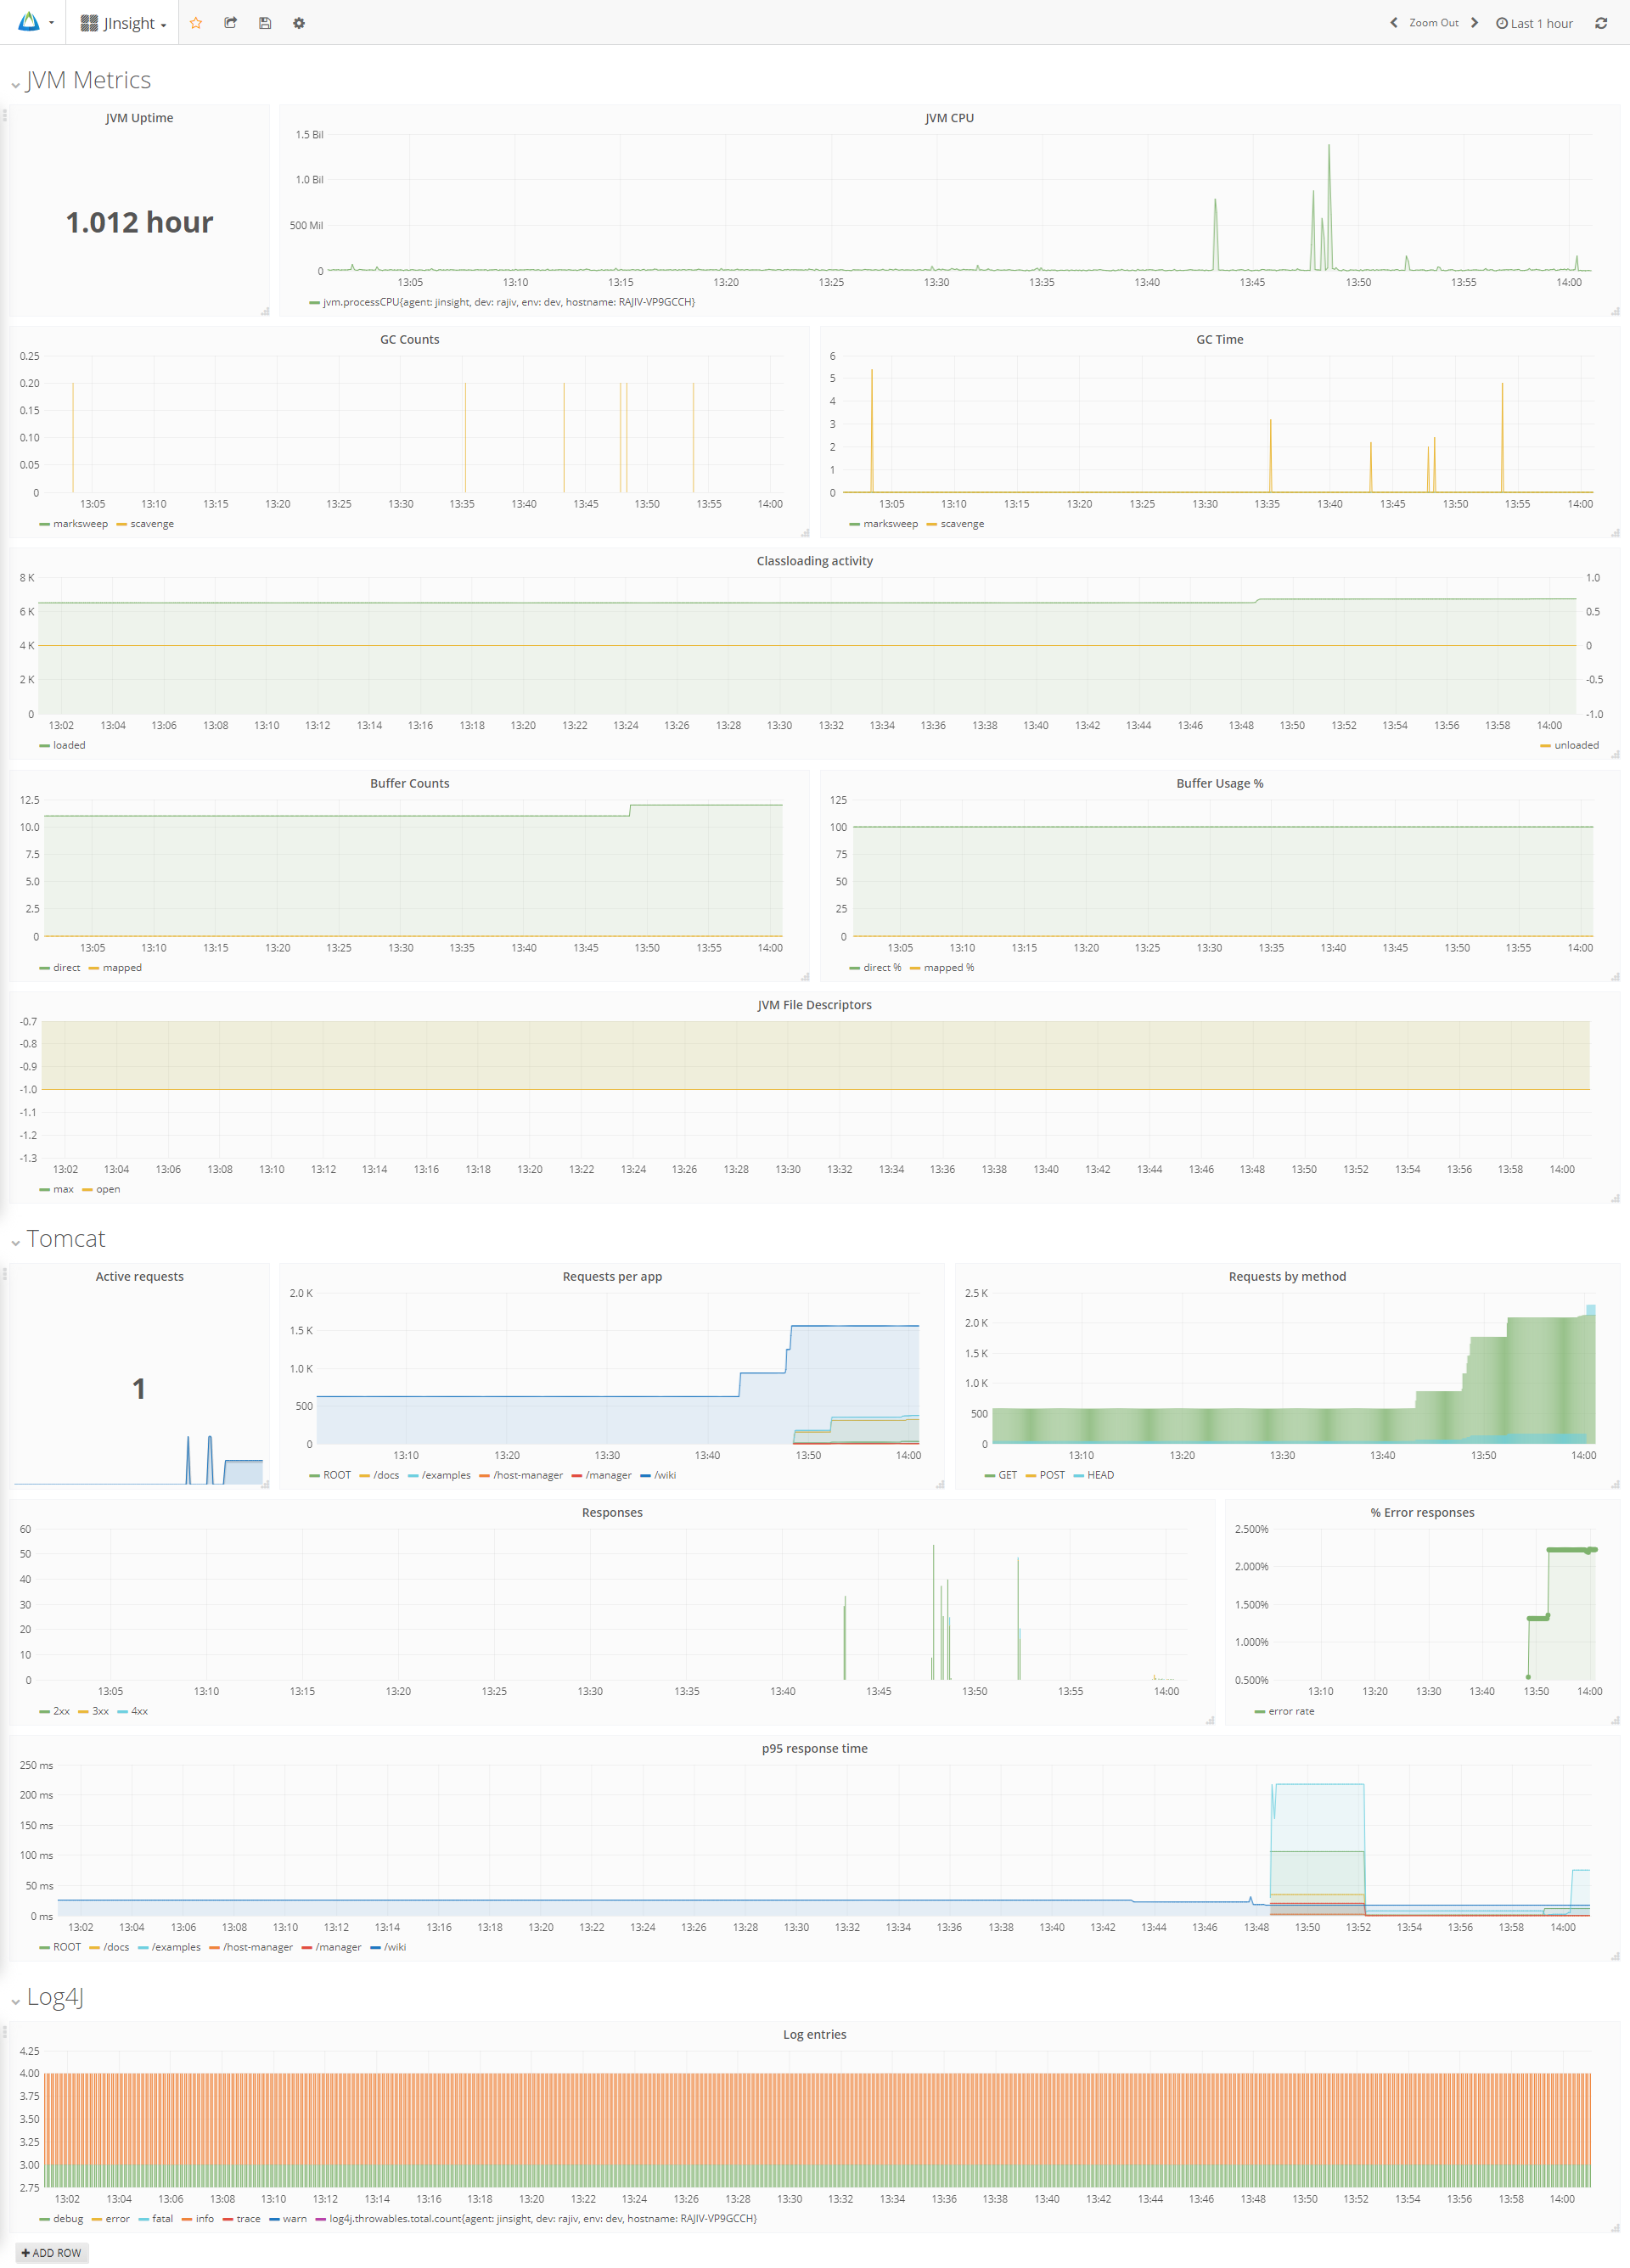 JInsight
Zoom Out
Last 1 hour
JVM Metrics
JVM Uptime
1.012 hour
JVM CPU
1.5 Bil
1.0 Bil
500 Mil
0
13:05 13:10 13:15 13:20 13:25 13:30 13:35 13:40 13:45 13:50 13:55 14:00
jvm.processCPU{agent: jinsight, dev: rajiv, env: dev, hostname: RAJIV-VP9GCCH}
GC Counts
0.25
0.20
0.15
0.10
0.05
0
13:05 13:10 13:15 13:20 13:25 13:30 13:35 13:40 13:45 13:50 13:55 14:00
marksweep scavenge
GC Time
6
5
4
3
2
1
0
13:05 13:10 13:15 13:20 13:25 13:30 13:35 13:40 13:45 13:50 13:55 14:00
marksweep scavenge
Classloading activity
8 K 1.0
6 K 0.5
4 K 0
2 K -0.5
0 -1.0
13:02 13:04 13:06 13:08 13:10 13:12 13:14 13:16 13:18 13:20 13:22 13:24 13:26 13:28 13:30 13:32 13:34 13:36 13:38 13:40 13:42 13:44 13:46 13:48 13:50 13:52 13:54 13:56 13:58 14:00
loaded unloaded
Buffer Counts
12.5
10.0
7.5
5.0
2.5
0
13:05 13:10 13:15 13:20 13:25 13:30 13:35 13:40 13:45 13:50 13:55 14:00
direct mapped
Buffer Usage %
125
100
75
50
25
0
13:05 13:10 13:15 13:20 13:25 13:30 13:35 13:40 13:45 13:50 13:55 14:00
direct % mapped %
JVM File Descriptors
-0.7
-0.8
-0.9
-1.0
-1.1
-1.2
-1.3
13:02 13:04 13:06 13:08 13:10 13:12 13:14 13:16 13:18 13:20 13:22 13:24 13:26 13:28 13:30 13:32 13:34 13:36 13:38 13:40 13:42 13:44 13:46 13:48 13:50 13:52 13:54 13:56 13:58 14:00
max open
Tomcat
Active requests
1
Requests per app
2.0 K
1.5 K
1.0 K
500
0
13:10 13:20 13:30 13:40 13:50 14:00
ROOT /docs /examples /host-manager /manager /wiki
Requests by method
2.5 K
2.0 K
1.5 K
1.0 K
500
0
13:10 13:20 13:30 13:40 13:50 14:00
GET POST HEAD
Responses
60
50
40
30
20
10
0
13:05 13:10 13:15 13:20 13:25 13:30 13:35 13:40 13:45 13:50 13:55 14:00
2xx 3xx 4xx
% Error responses
2.500%
2.000%
1.500%
1.000%
0.500%
13:10 13:20 13:30 13:40 13:50 14:00
error rate
p95 response time
250 ms
200 ms
150 ms
100 ms
50 ms
0 ms
13:02 13:04 13:06 13:08 13:10 13:12 13:14 13:16 13:18 13:20 13:22 13:24 13:26 13:28 13:30 13:32 13:34 13:36 13:38 13:40 13:42 13:44 13:46 13:48 13:50 13:52 13:54 13:56 13:58 14:00
ROOT /docs /examples /host-manager /manager /wiki
Log4J
Log entries
4.25
4.00
3.75
3.50
3.25
3.00
2.75
13:02 13:04 13:06 13:08 13:10 13:12 13:14 13:16 13:18 13:20 13:22 13:24 13:26 13:28 13:30 13:32 13:34 13:36 13:38 13:40 13:42 13:44 13:46 13:48 13:50 13:52 13:54 13:56 13:58 14:00
debug error fatal info trace warn log4j.throwables.total.count{agent: jinsight, dev: rajiv, env: dev, hostname: RAJIV-VP9GCCH}
+ ADD ROW